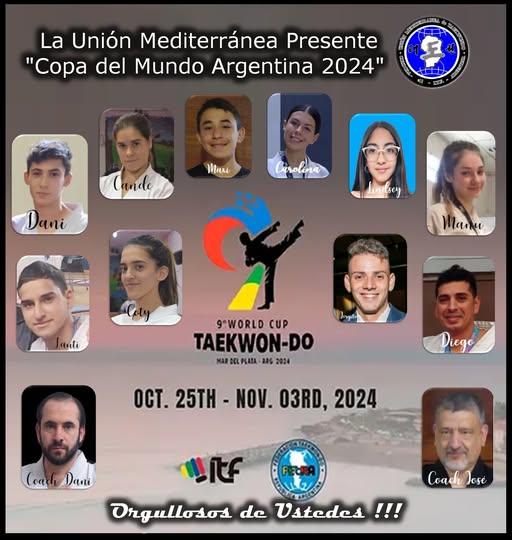 La Unión Mediterránea Presente
"Copa del Mundo Argentina 2024"
Dani
Cande
Maxi
Carolina
Lindsey
Manu
Santi
Coty
Diego
9º WORLD CUP
TAEKWON-DO
MAR DEL PLATA - ARG 2024
OCT. 25TH - NOV. 03RD, 2024
Coach Dani
itf
Coach José
Orgullosos de Ustedes !!!